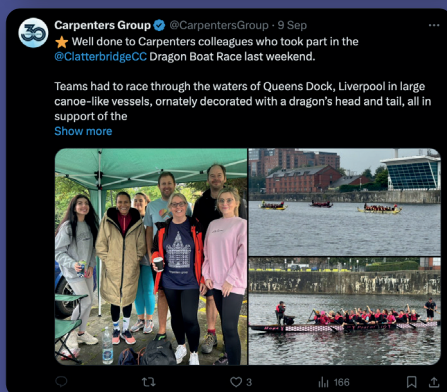 30
Carpenters Group @CarpentersGroup · 9 Sep
Well done to Carpenters colleagues who took part in the
@ClatterbridgeCC Dragon Boat Race last weekend.
Teams had to race through the waters of Queens Dock, Liverpool in large
canoe-like vessels, ornately decorated with a dragon's head and tail, all in
support of the
Show more
3
166